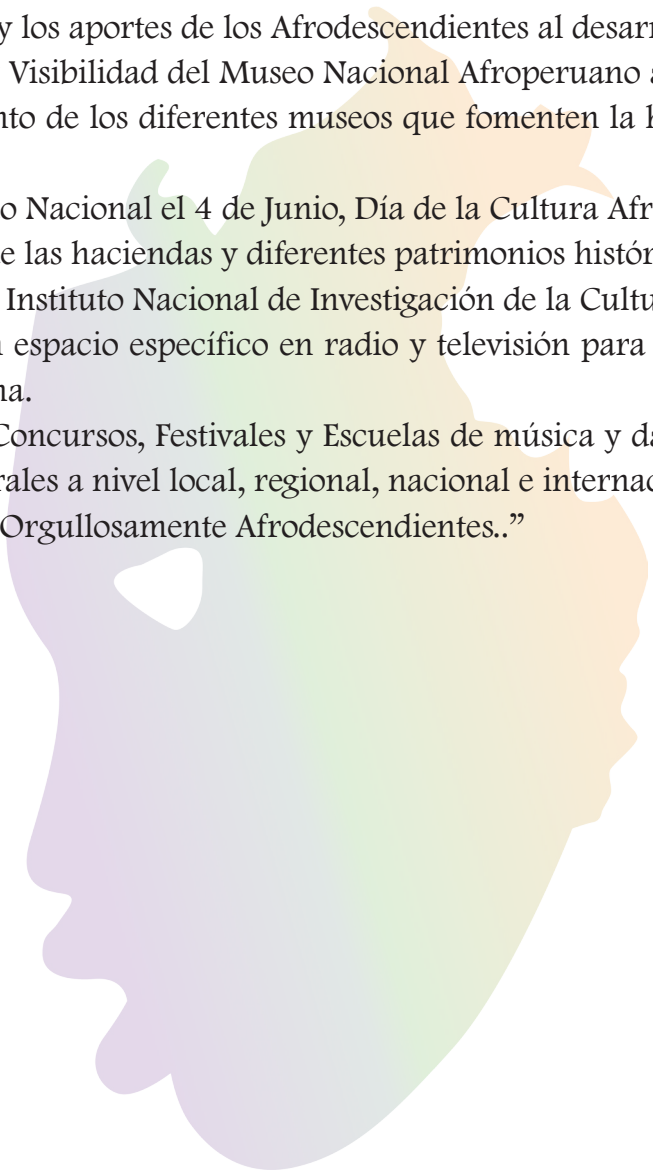 y los aportes de los Afrodescendientes al desarr
Visibilidad del Museo Nacional Afroperuano a
nto de los diferentes museos que fomenten la
o Nacional el 4 de Junio, Día de la Cultura Afr
e las haciendas y diferentes patrimonios histór
Instituto Nacional de Investigación de la Cultu
n espacio específico en radio y televisión para
na.
Concursos, Festivales y Escuelas de música y da
rales a nivel local, regional, nacional e internac
Orgullosamente Afrodescendientes..”